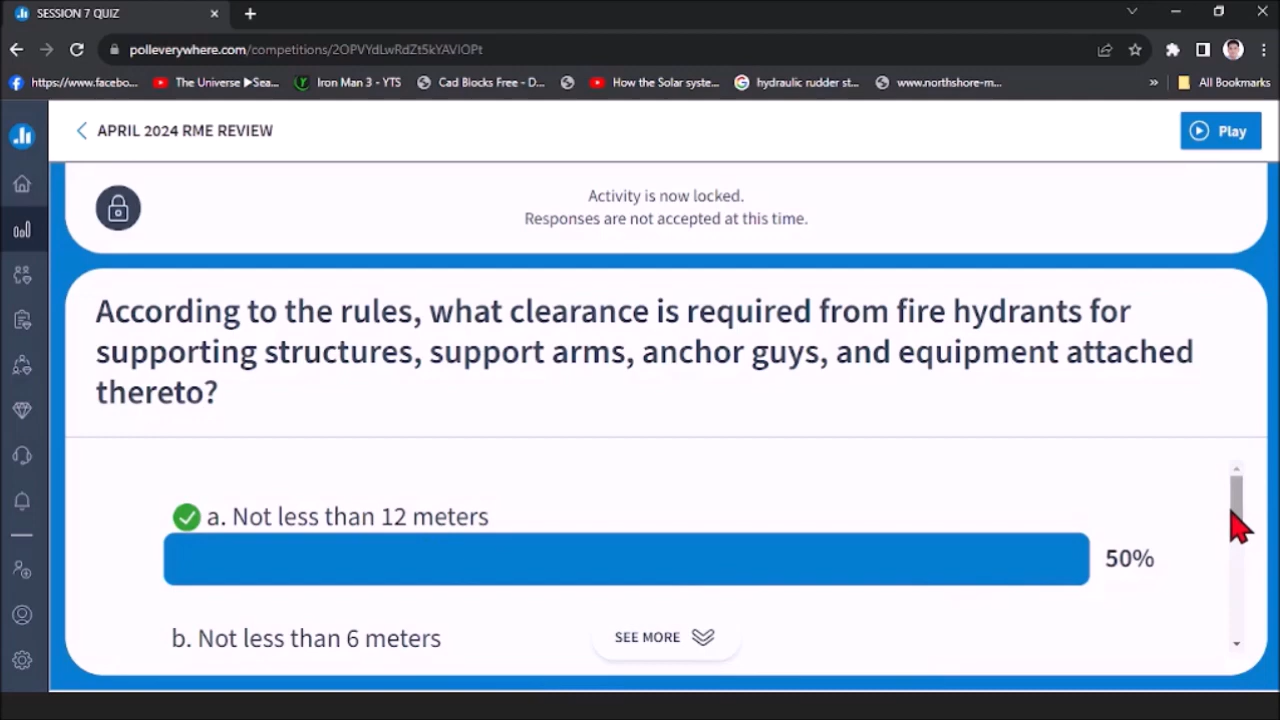 SESSION 7 QUIZ
polleverywhere.com/competitions/2OPVYdLwRdZt5kYAVIOPt
https://www.facebo... The Universe ▶Sea... Iron Man 3 - YTS Cad Blocks Free - D... How the Solar syste... hydraulic rudder st... www.northshore-m... » All Bookmarks
APRIL 2024 RME REVIEW
Play
Activity is now locked.
Responses are not accepted at this time.
According to the rules, what clearance is required from fire hydrants for
supporting structures, support arms, anchor guys, and equipment attached
thereto?
a. Not less than 12 meters
50%
b. Not less than 6 meters
SEE MORE